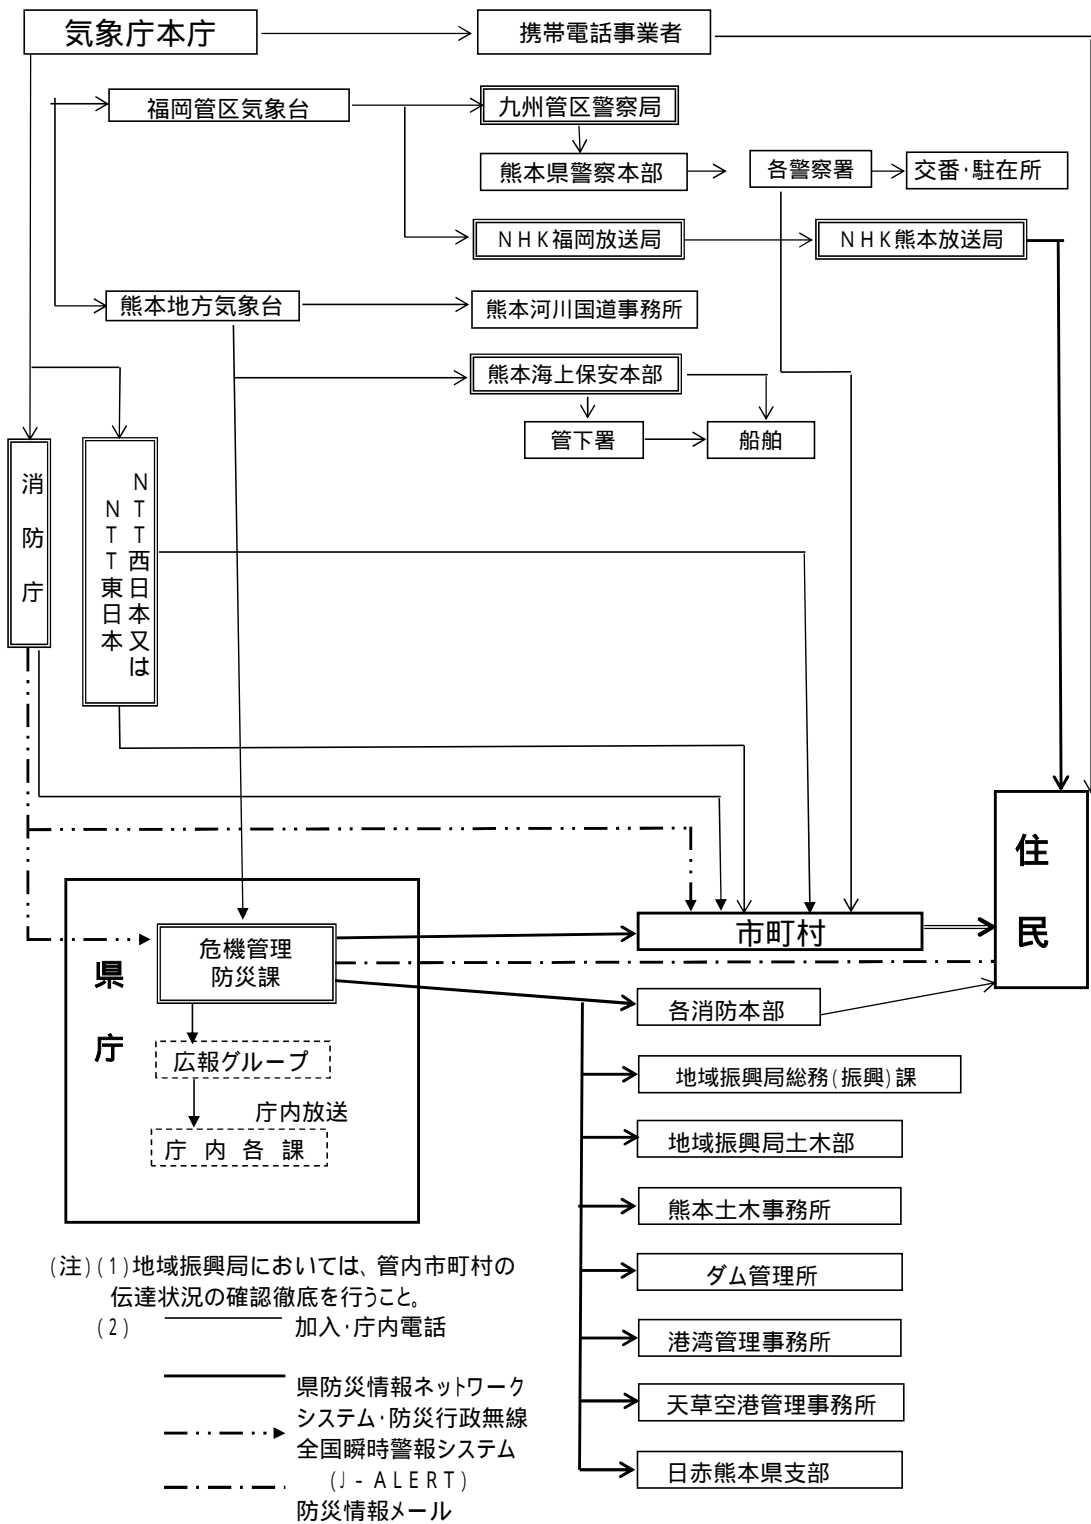 気象庁本庁
携帯電話事業者
福岡管区気象台
九州管区警察局
熊本県警察本部
各警察署
交番・駐在所
ＮＨＫ福岡放送局
ＮＨＫ熊本放送局
熊本地方気象台
熊本河川国道事務所
熊本海上保安本部
管下署
船舶
消防庁
ＮＴＴ西日本又は
ＮＴＴ東日本
住民
市町村
県庁
危機管理
防災課
各消防本部
広報グループ
地域振興局総務(振興)課
庁内放送
庁内各課
地域振興局土木部
熊本土木事務所
ダム管理所
港湾管理事務所
天草空港管理事務所
日赤熊本県支部
(注)(1)地域振興局においては、管内市町村の
伝達状況の確認徹底を行うこと。
(2)
加入・庁内電話
県防災情報ネットワーク
システム・防災行政無線
全国瞬時警報システム
(J-ALERT)
防災情報メール